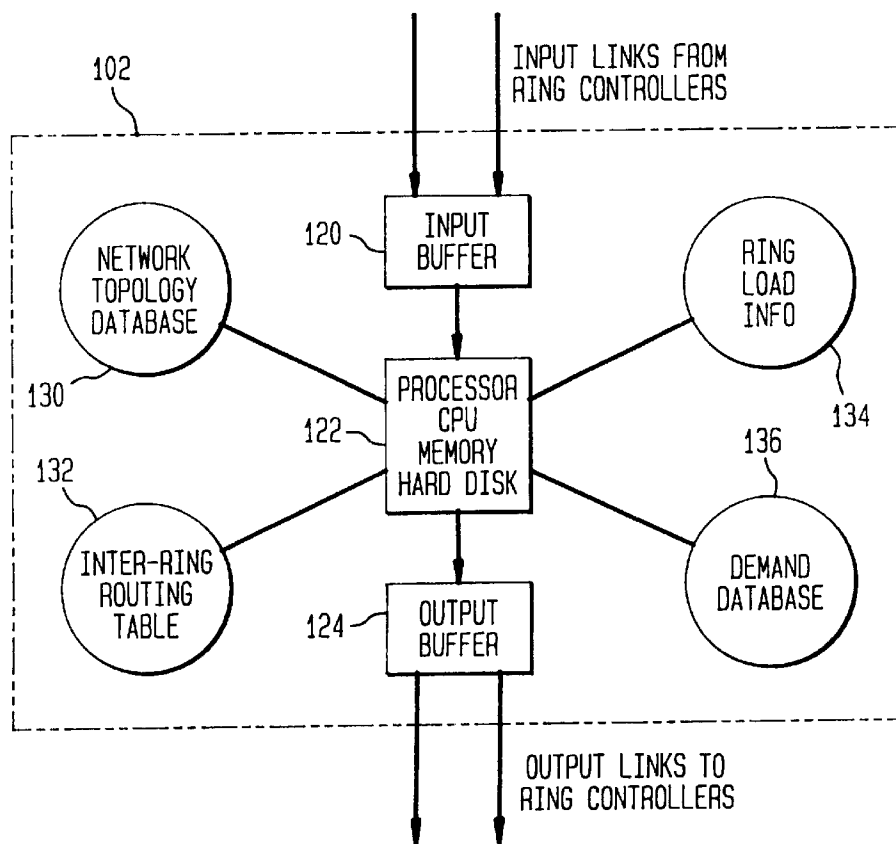 INPUT LINKS FROM
RING CONTROLLERS
102
120
INPUT
BUFFER
NETWORK
TOPOLOGY
DATABASE
130
RING
LOAD
INFO
134
122
PROCESSOR
CPU
MEMORY
HARD DISK
132
INTER-RING
ROUTING
TABLE
136
DEMAND
DATABASE
124
OUTPUT
BUFFER
OUTPUT LINKS TO
RING CONTROLLERS